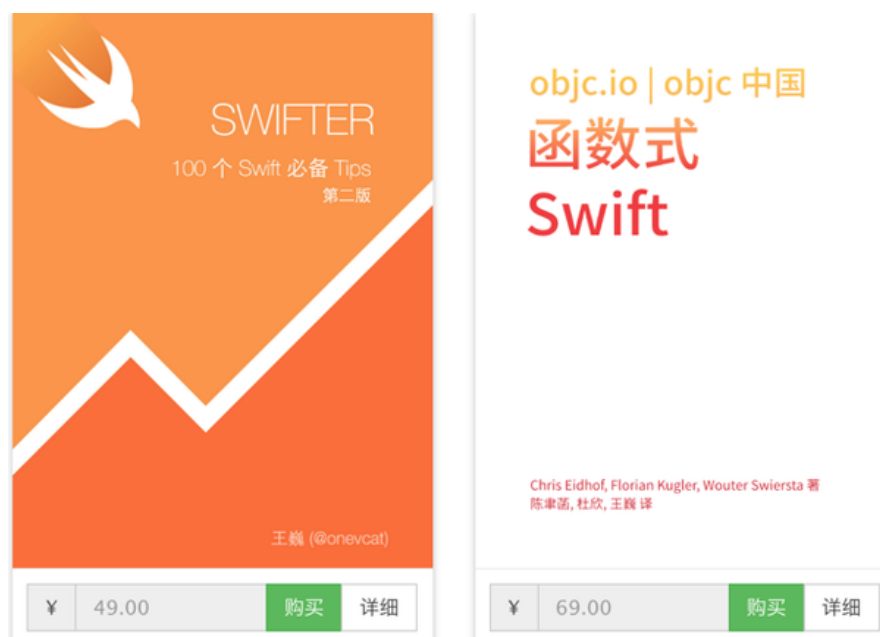 SWIFTER
100 个 Swift 必备 Tips
第二版
王巍 (@onevcat)
¥ 49.00 购买 详细
objc.io | objc 中国
函数式
Swift
Chris Eidhof, Florian Kugler, Wouter Swiersta 著
陈聿菡, 杜欣, 王巍 译
¥ 69.00 购买 详细